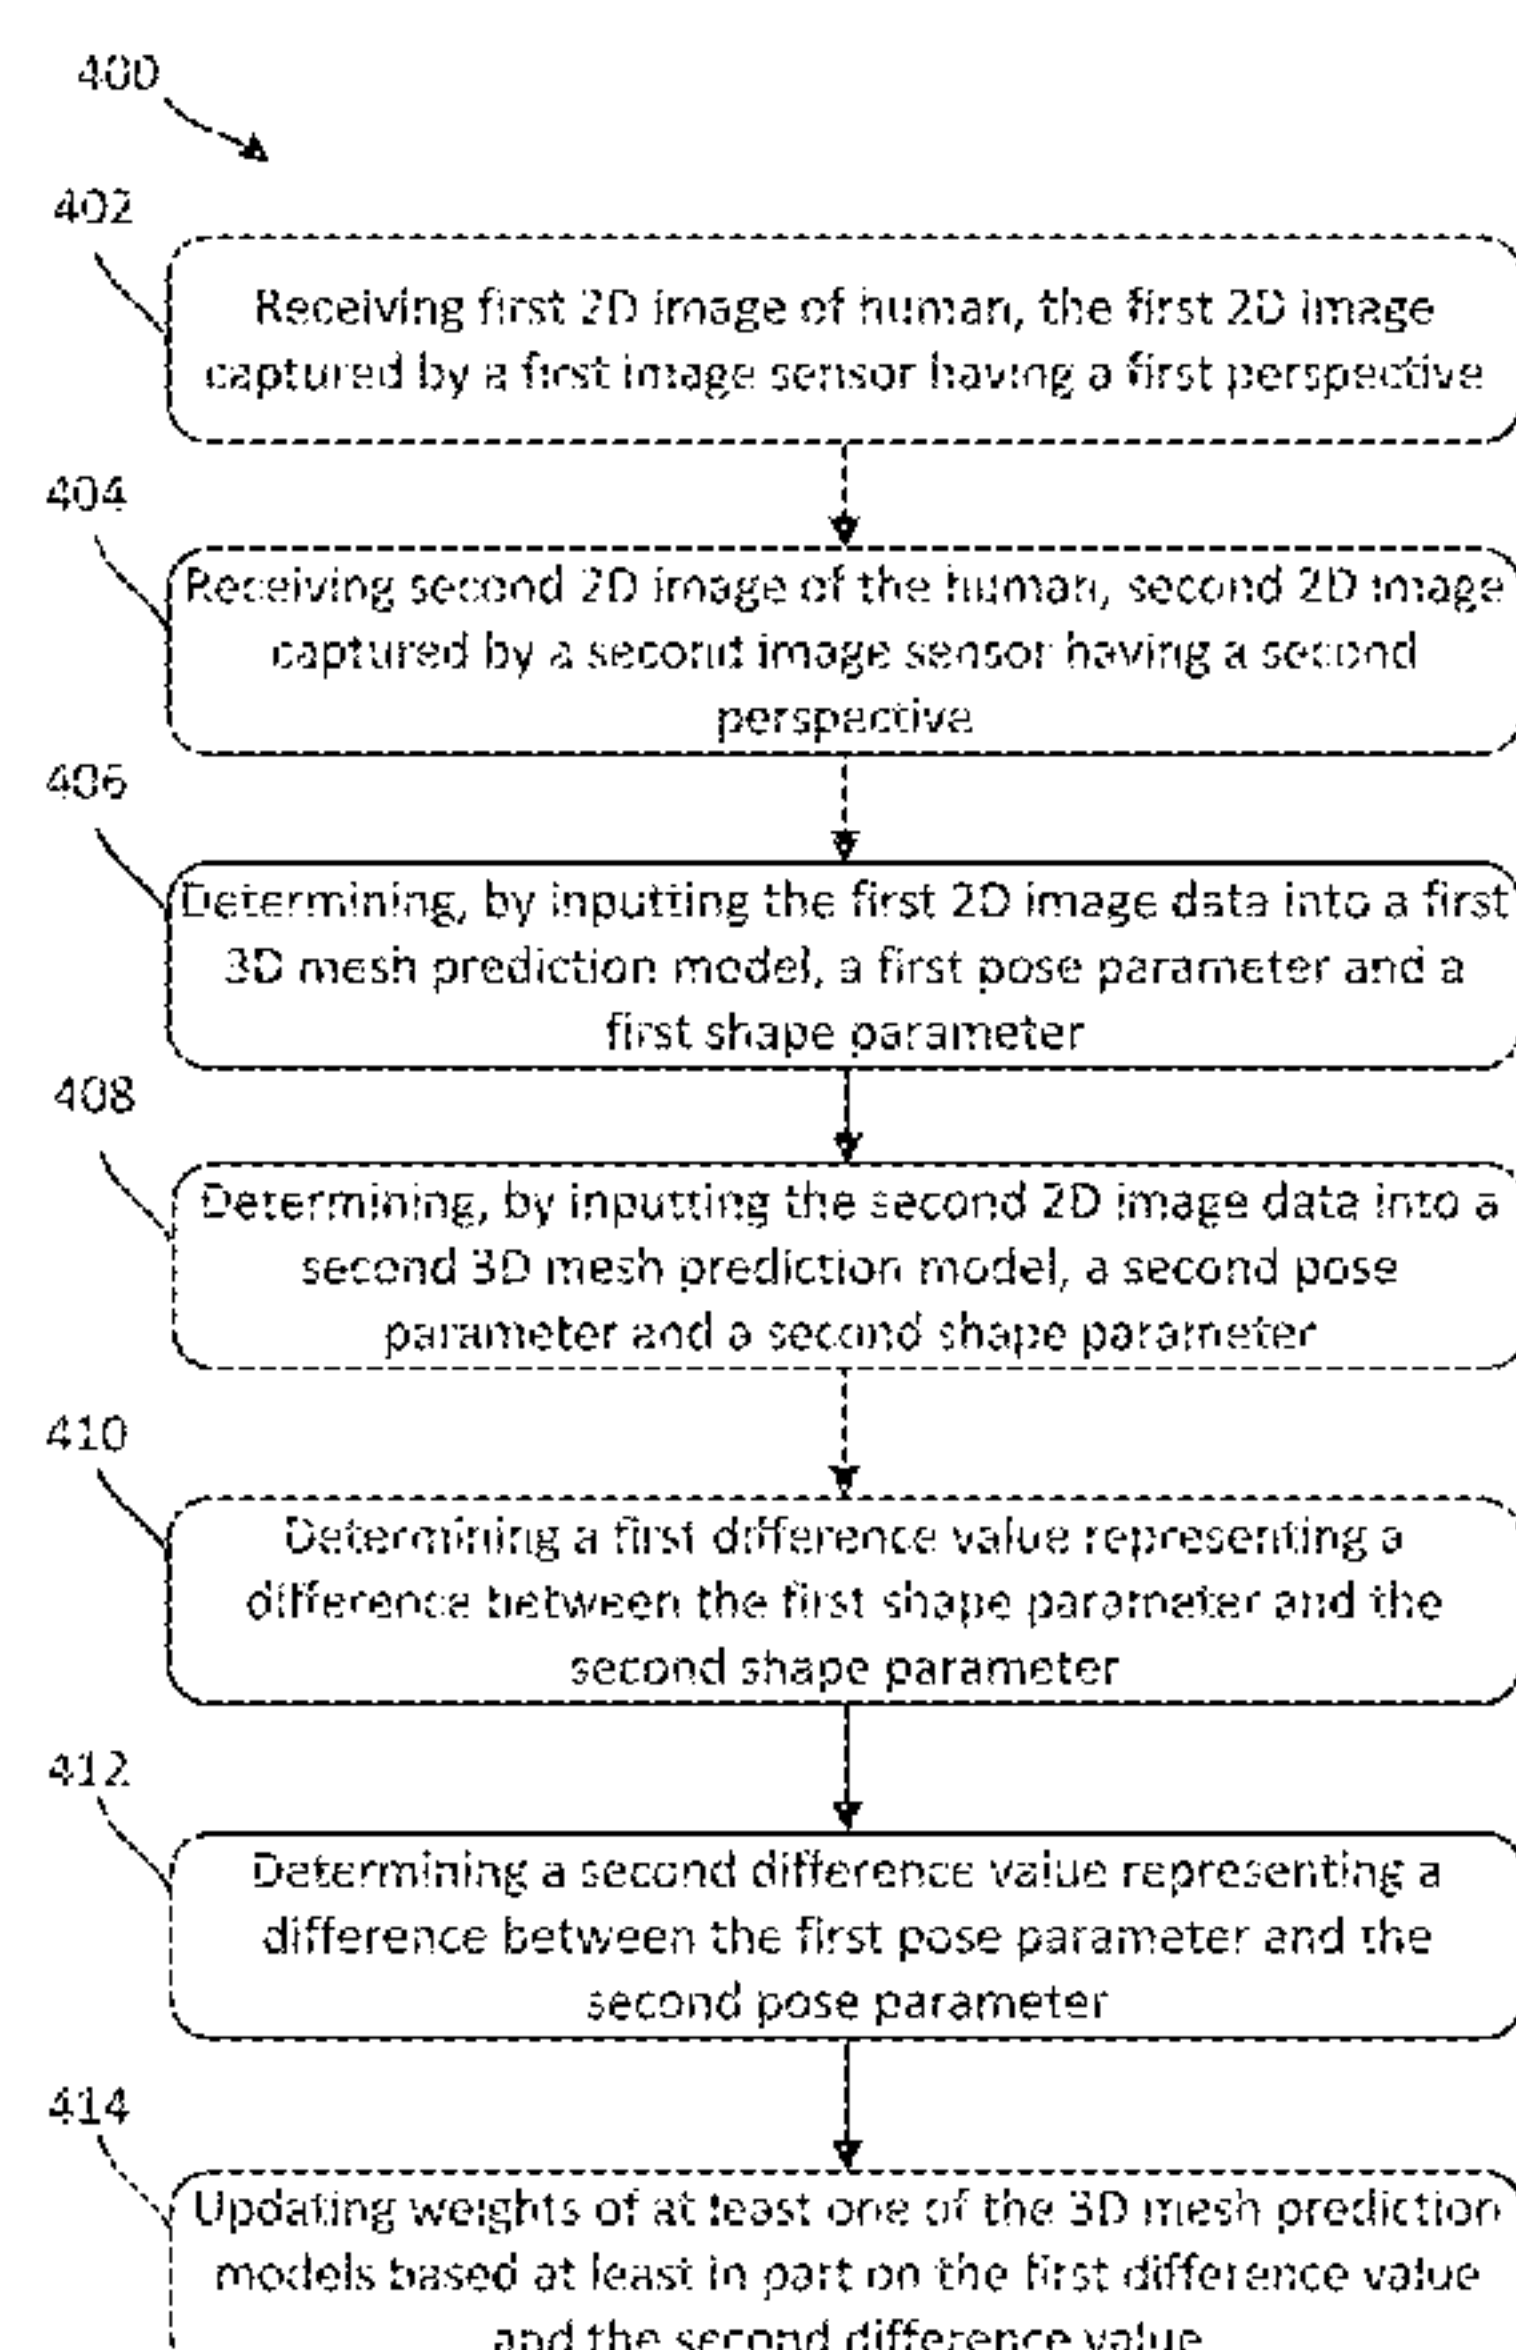 400
402
Receiving first 2D image of human, the first 2D image
captured by a first image sensor having a first perspective
404
Receiving second 2D image of the human, second 2D image
captured by a second image sensor having a second
perspective
406
Determining, by inputting the first 2D image data into a first
3D mesh prediction model, a first pose parameter and a
first shape parameter
408
Determining, by inputting the second 2D image data into a
second 3D mesh prediction model, a second pose
parameter and a second shape parameter
410
Determining a first difference value representing a
difference between the first shape parameter and the
second shape parameter
412
Determining a second difference value representing a
difference between the first pose parameter and the
second pose parameter
414
Updating weights of at least one of the 3D mesh prediction
models based at least in part on the first difference value
and the second difference value